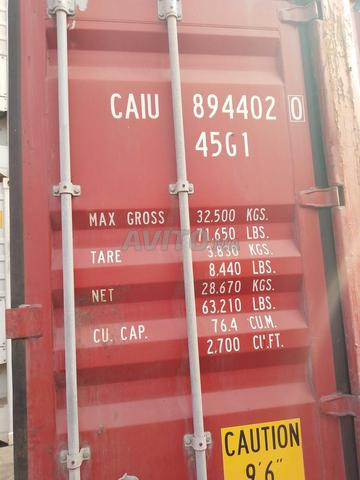 CAIU 894402 0
45G1
MAX GROSS 32.500 KGS.
71.650 LBS.
TARE 3.830 KGS.
8.440 LBS.
NET 28.670 KGS.
63.210 LBS.
CU. CAP. 76.4 CU.M.
2.700 CU.FT.
CAUTION
9'6"